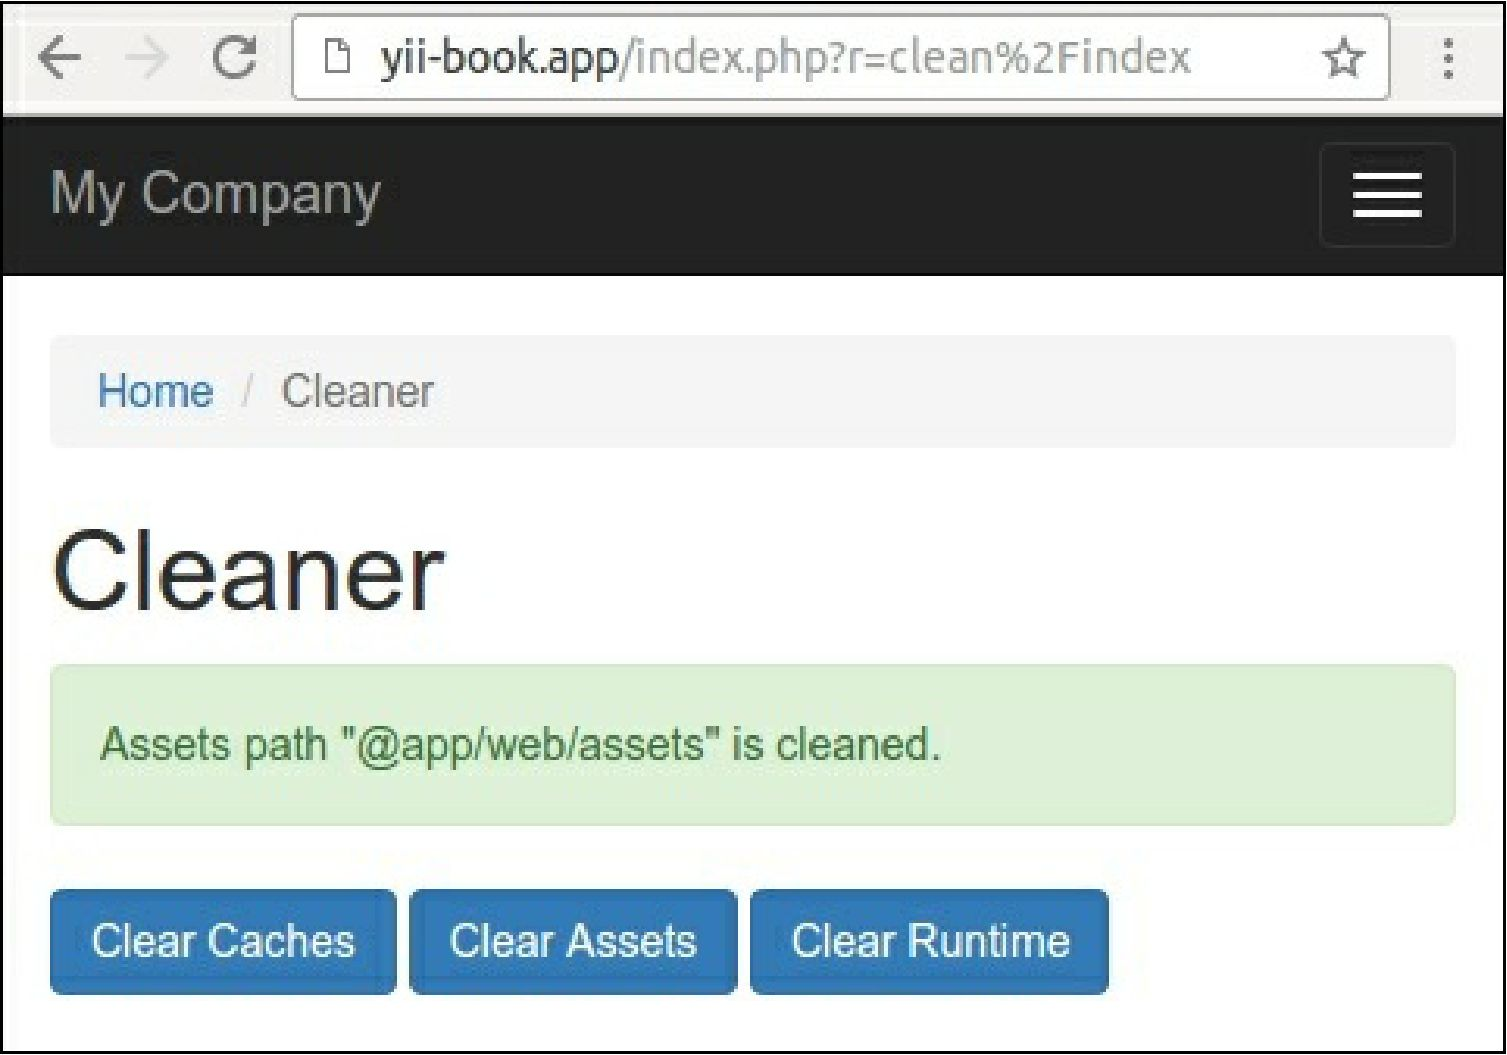 yii-book.app/index.php?r=clean%2Findex
My Company
Home / Cleaner
Cleaner
Assets path "@app/web/assets" is cleaned.
Clear Caches Clear Assets Clear Runtime